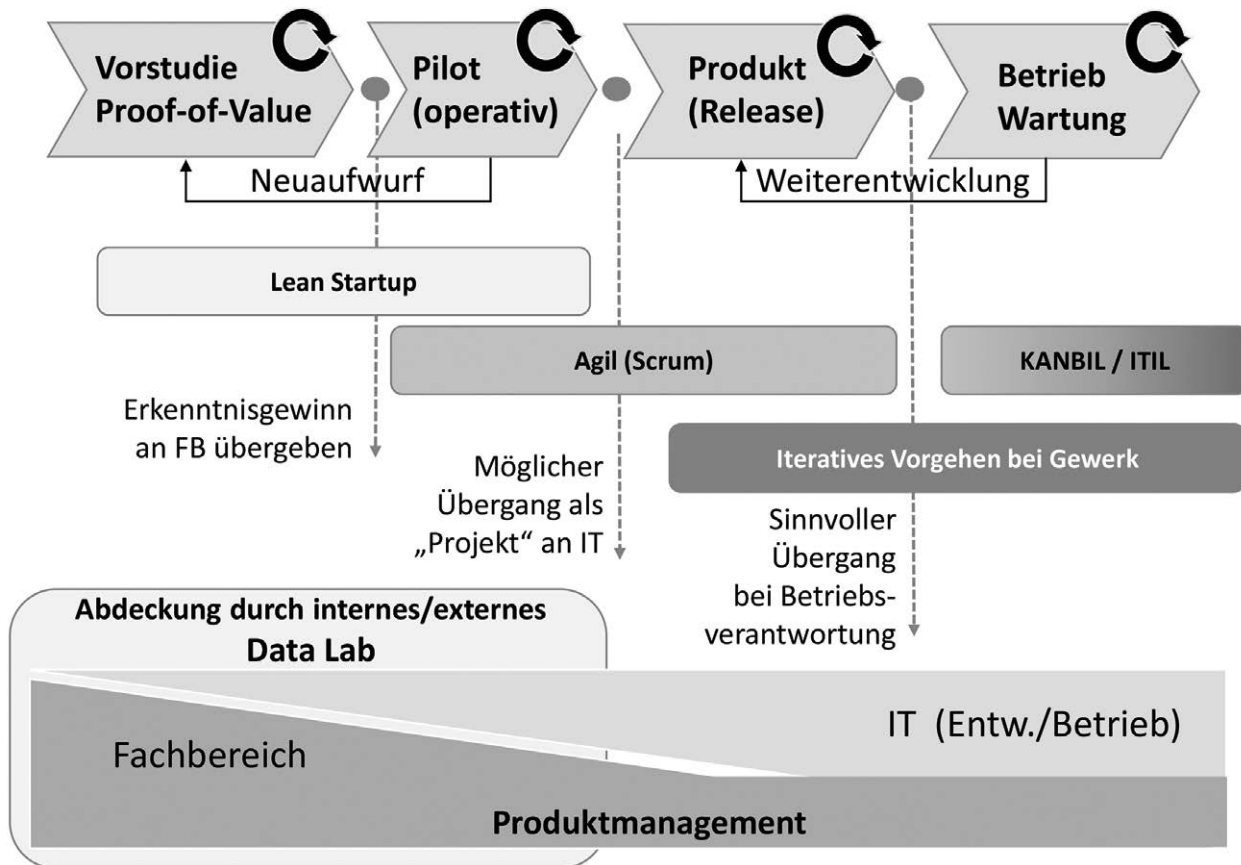 Vorstudie
Proof-of-Value
Pilot
(operativ)
Produkt
(Release)
Betrieb
Wartung
Neuaufwurf
Weiterentwicklung
Lean Startup
Agil (Scrum)
KANBIL / ITIL
Erkenntnisgewinn
an FB übergeben
Iteratives Vorgehen bei Gewerk
Möglicher
Übergang als
„Projekt“ an IT
Sinnvoller
Übergang
bei Betriebs-
verantwortung
Abdeckung durch internes/externes
Data Lab
IT (Entw./Betrieb)
Fachbereich
Produktmanagement